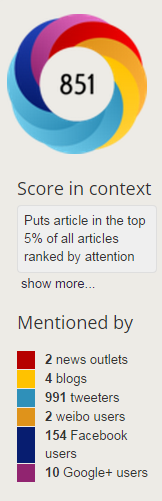 851
Score in context
Puts article in the top
5% of all articles
ranked by attention
show more...
Mentioned by
2 news outlets
4 blogs
991 tweeters
2 weibo users
154 Facebook
users
10 Google+ users